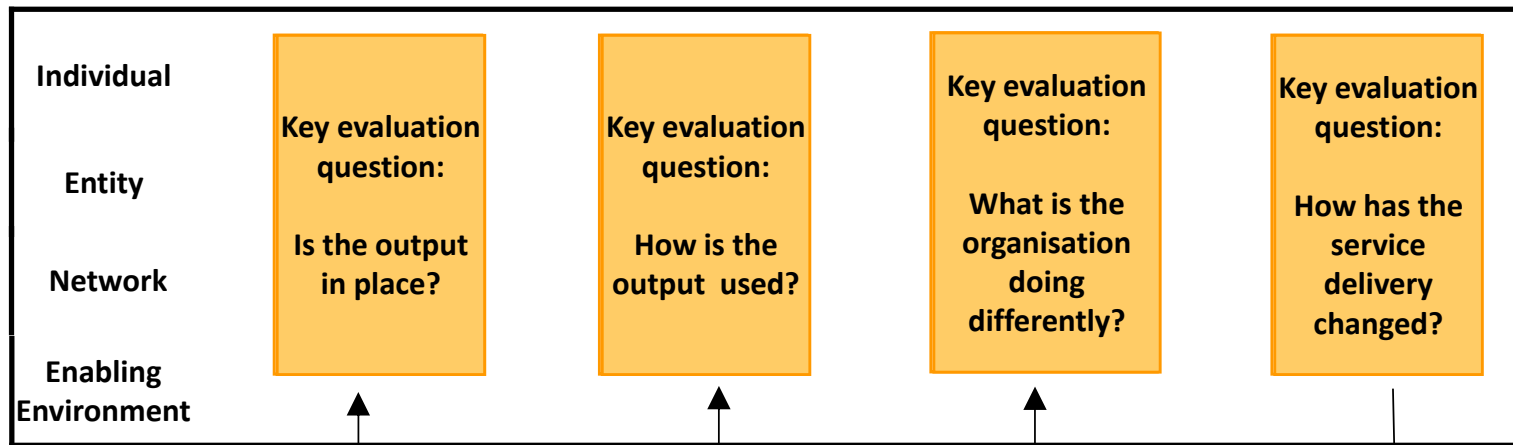 Individual
Entity
Network
Enabling
Environment
Key evaluation
question:
Is the output
in place?
Key evaluation
question:
How is the
output  used?
Key evaluation
question:
What is the
organisation
doing
differently?
Key evaluation
question:
How has the
service
delivery
changed?